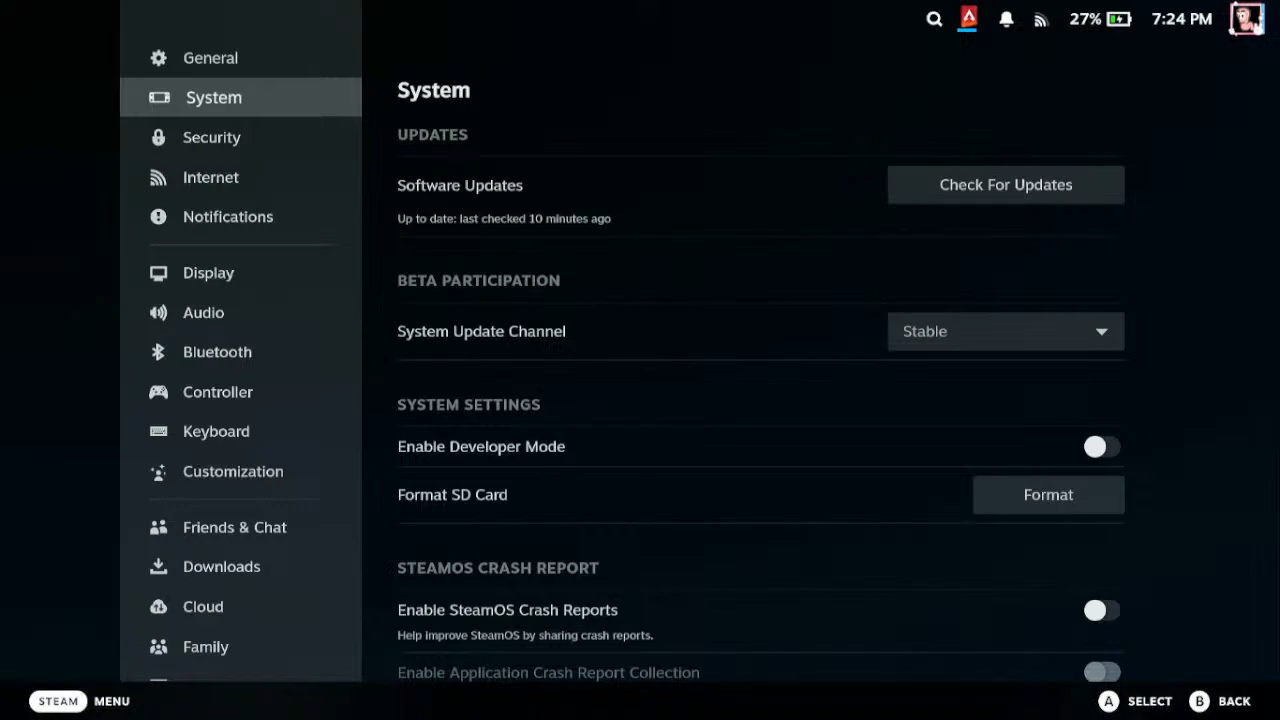 27%
7:24 PM
General
System
Security
Internet
Notifications
Display
Audio
Bluetooth
Controller
Keyboard
Customization
Friends & Chat
Downloads
Cloud
Family
System
UPDATES
Software Updates
Check For Updates
Up to date: last checked 10 minutes ago
BETA PARTICIPATION
System Update Channel
Stable
SYSTEM SETTINGS
Enable Developer Mode
Format SD Card
Format
STEAMOS CRASH REPORT
Enable SteamOS Crash Reports
Help improve SteamOS by sharing crash reports.
Enable Application Crash Report Collection
STEAM MENU
A SELECT
B BACK